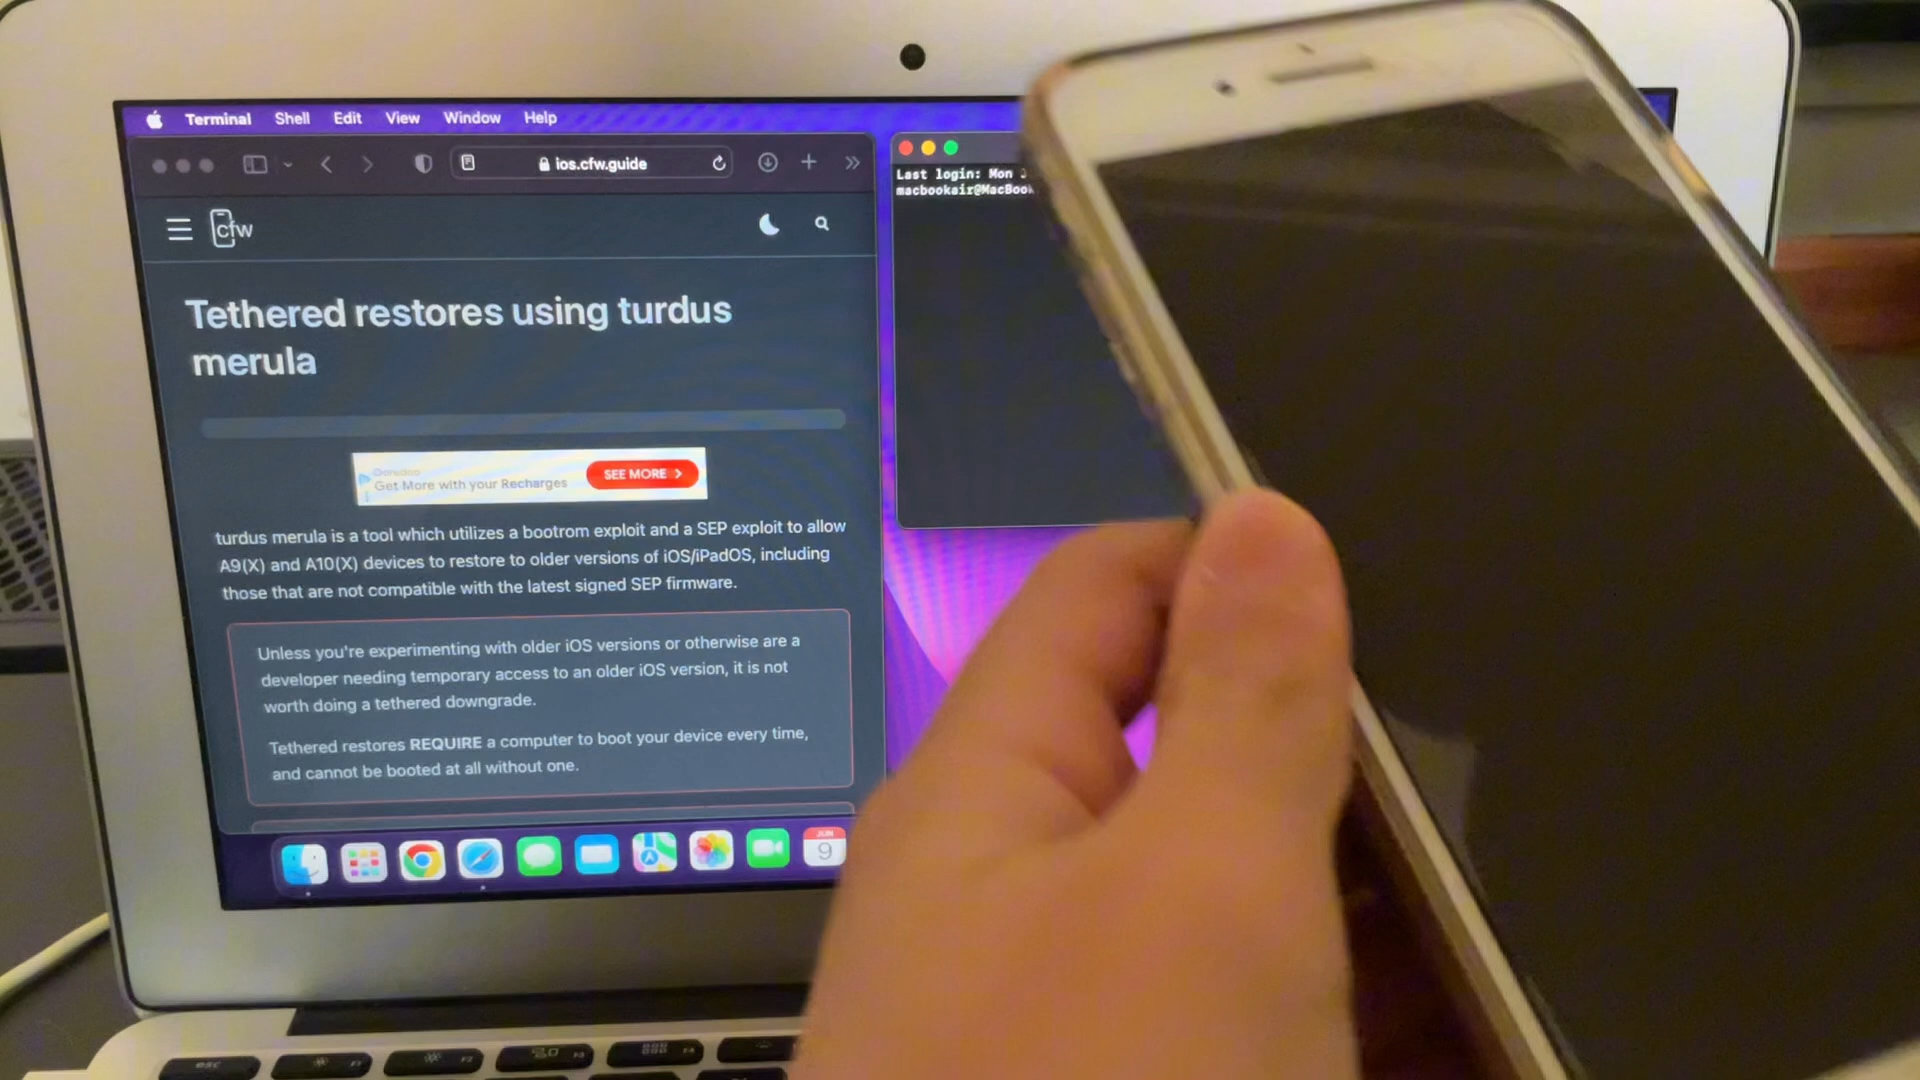 Terminal Shell Edit View Window Help
ios.cfw.guide
cfw
Tethered restores using turdus
merula
Ooredoo
Get More with your Recharges
SEE MORE
turdus merula is a tool which utilizes a bootrom exploit and a SEP exploit to allow
A9(X) and A10(X) devices to restore to older versions of iOS/iPadOS, including
those that are not compatible with the latest signed SEP firmware.
Unless you're experimenting with older iOS versions or otherwise are a
developer needing temporary access to an older iOS version, it is not
worth doing a tethered downgrade.
Tethered restores REQUIRE a computer to boot your device every time,
and cannot be booted at all without one.
Last login: Mon
macbookair@MacBook
JUN
9
esc